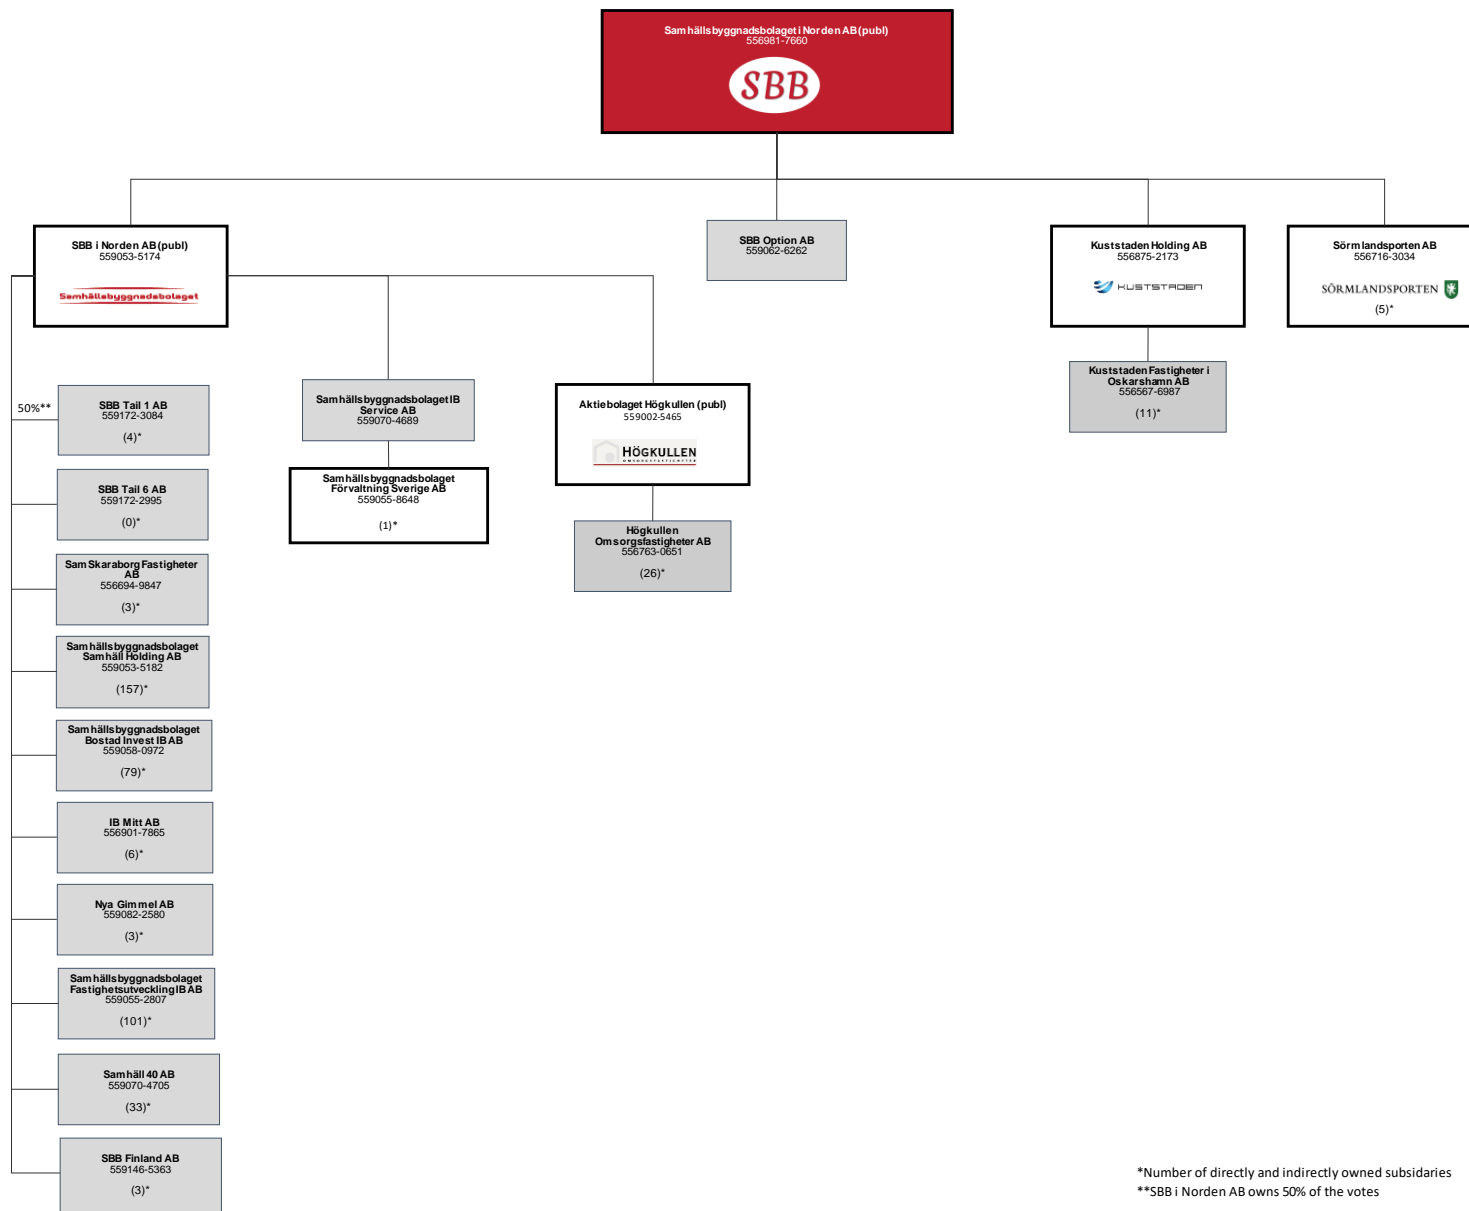 Samhällsbyggnadsbolaget i Norden AB (publ)
556981-7660
SBB
SBB i Norden AB (publ)
559053-5174
Samhällsbyggnadsbolaget
SBB Option AB
559062-6262
Kuststaden Holding AB
556875-2173
KUSTSTADEN
Sörmlandsporten AB
556716-3034
SÖRMLANDSPORTEN
(5)*
50%**
SBB Tail 1 AB
559172-3084
(4)*
Samhällsbyggnadsbolaget IB
Service AB
559070-4689
Aktiebolaget Högkullen (publ)
559002-5465
HÖGKULLEN
OMSORGSFASTIGHETER
Kuststaden Fastigheter i
Oskarshamn AB
556567-6987
(11)*
SBB Tail 6 AB
559172-2995
(0)*
Samhällsbyggnadsbolaget
Förvaltning Sverige AB
559055-8648
(1)*
Högkullen
Omsorgsfastigheter AB
556763-0651
(26)*
Sam Skaraborg Fastigheter
AB
556694-9847
(3)*
Samhällsbyggnadsbolaget
Samhäll Holding AB
559053-5182
(157)*
Samhällsbyggnadsbolaget
Bostad Invest IB AB
559058-0972
(79)*
IB Mitt AB
556901-7865
(6)*
Nya Gimmel AB
559082-2580
(3)*
Samhällsbyggnadsbolaget
Fastighetsutveckling IB AB
559055-2807
(101)*
Samhäll 40 AB
559070-4705
(33)*
SBB Finland AB
559146-5363
(3)*
*Number of directly and indirectly owned subsidaries
**SBB i Norden AB owns 50% of the votes